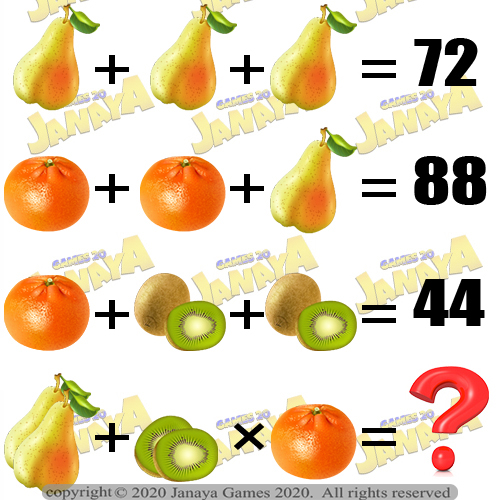 + + = 72
+ + = 88
+ + = 44
+ × = ?
GAMES 20 JANAYA
copyright © 2020 Janaya Games 2020. All rights reserved